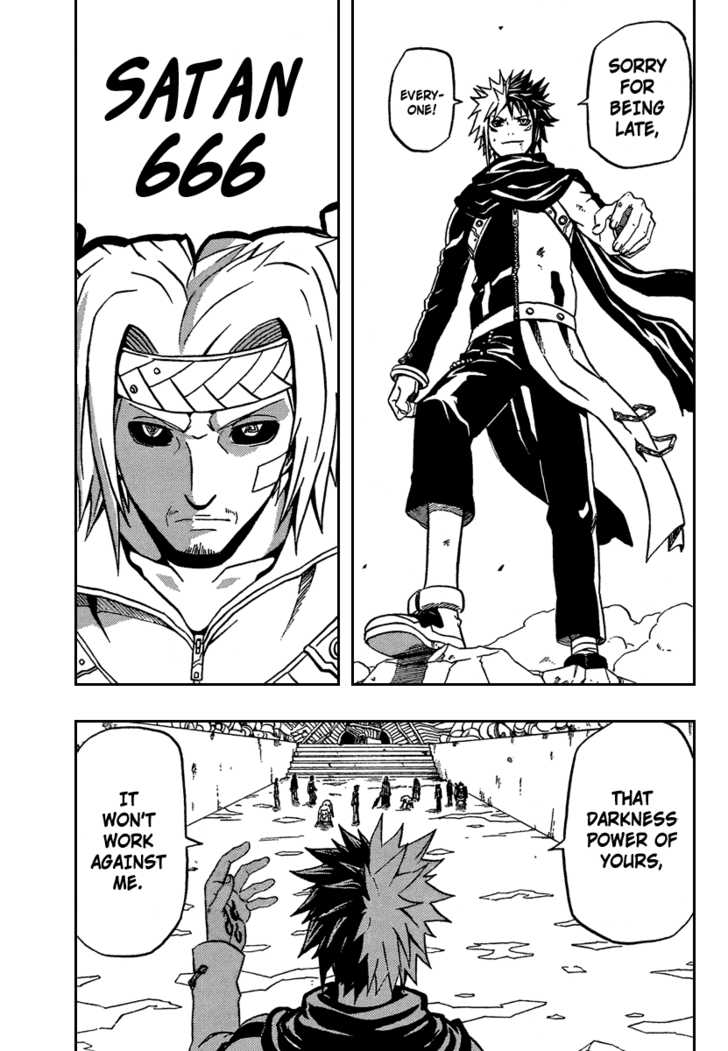 SORRY
FOR
BEING
LATE,
EVERY-
ONE!
SATAN
666
THAT
DARKNESS
POWER OF
YOURS,
IT
WON'T
WORK
AGAINST
ME.